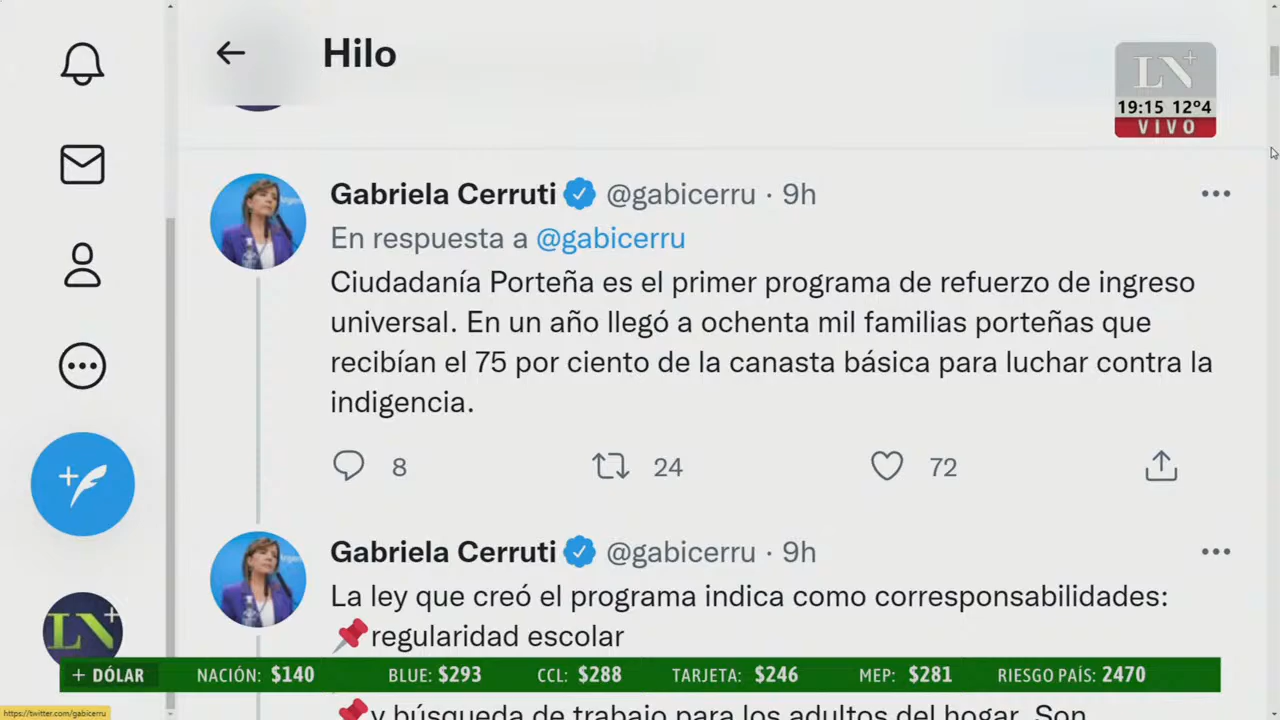 Hilo
LN+
19:15 12º4
VIVO
Gabriela Cerruti @gabicerru · 9h
En respuesta a @gabicerru
Ciudadanía Porteña es el primer programa de refuerzo de ingreso
universal. En un año llegó a ochenta mil familias porteñas que
recibían el 75 por ciento de la canasta básica para luchar contra la
indigencia.
8 24 72
Gabriela Cerruti @gabicerru · 9h
La ley que creó el programa indica como corresponsabilidades:
📌regularidad escolar
📌y búsqueda de trabajo para los adultos del hogar. Son
LN+
+ DÓLAR NACIÓN: $140 BLUE: $293 CCL: $288 TARJETA: $246 MEP: $281 RIESGO PAÍS: 2470
https://twitter.com/gabicerru